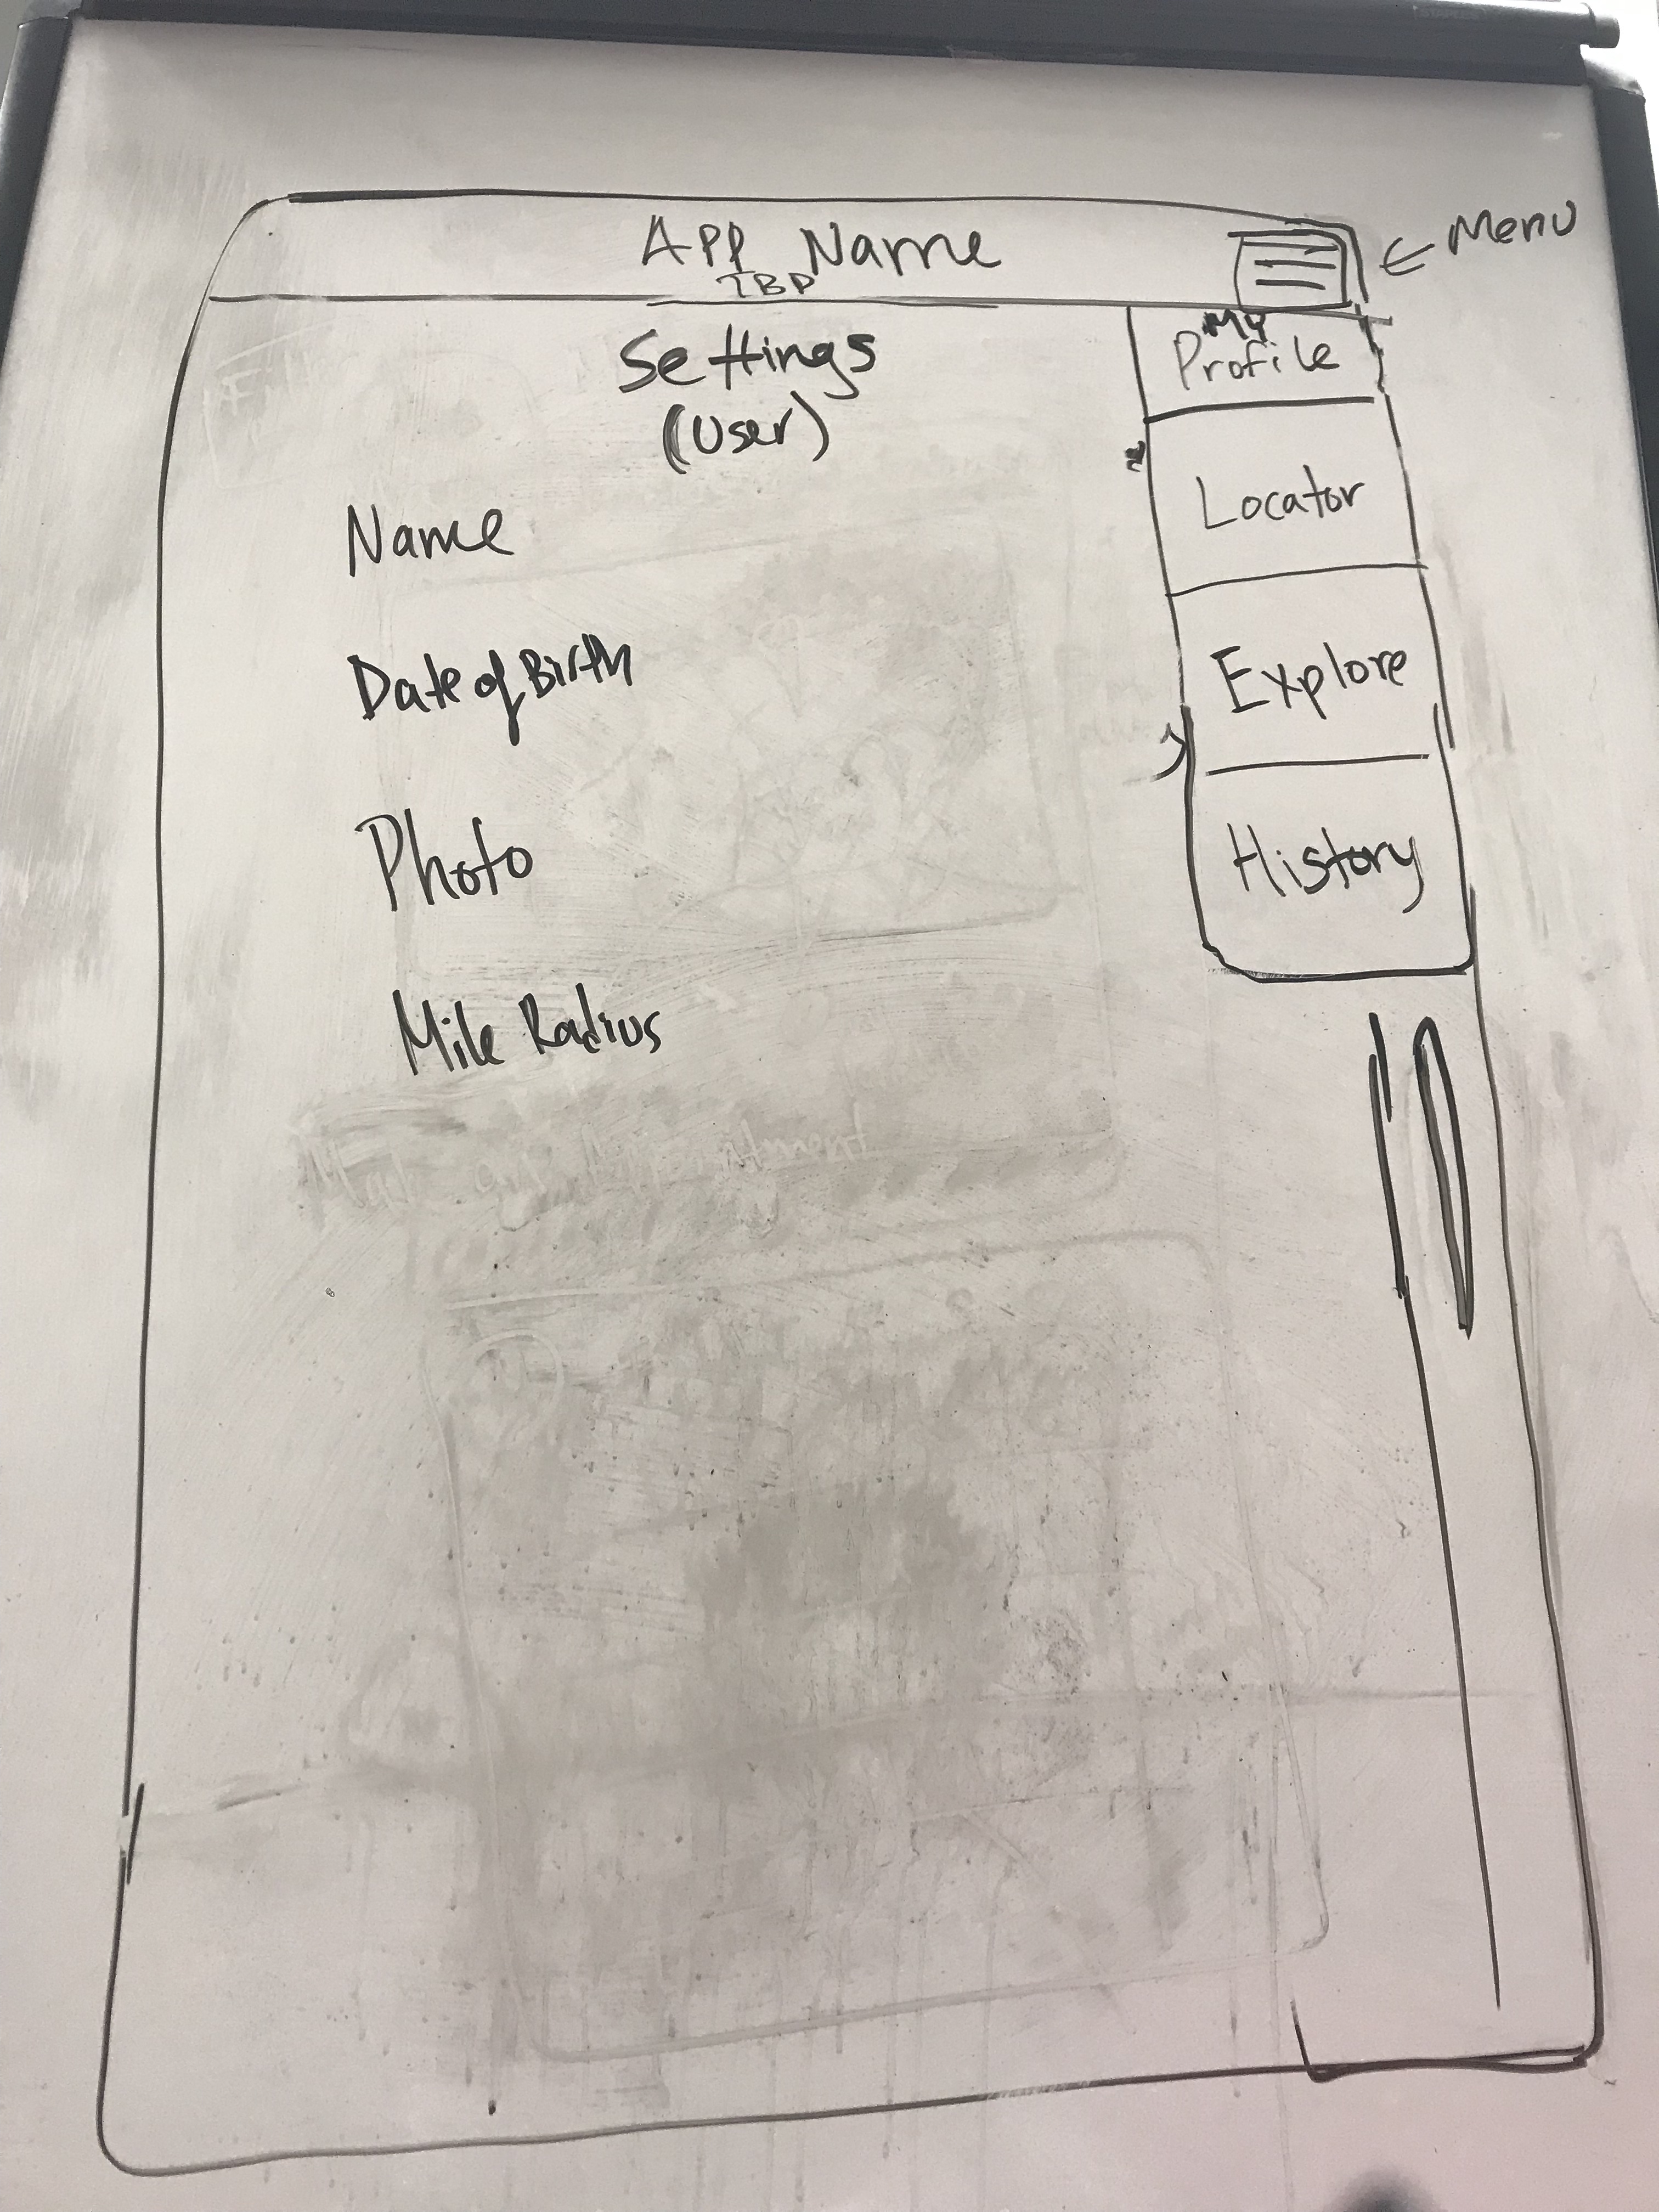 App Name
TBD
Menu
Settings
(User)
Name
Date of Birth
Photo
Mile Radius
My
Profile
Locator
Explore
History